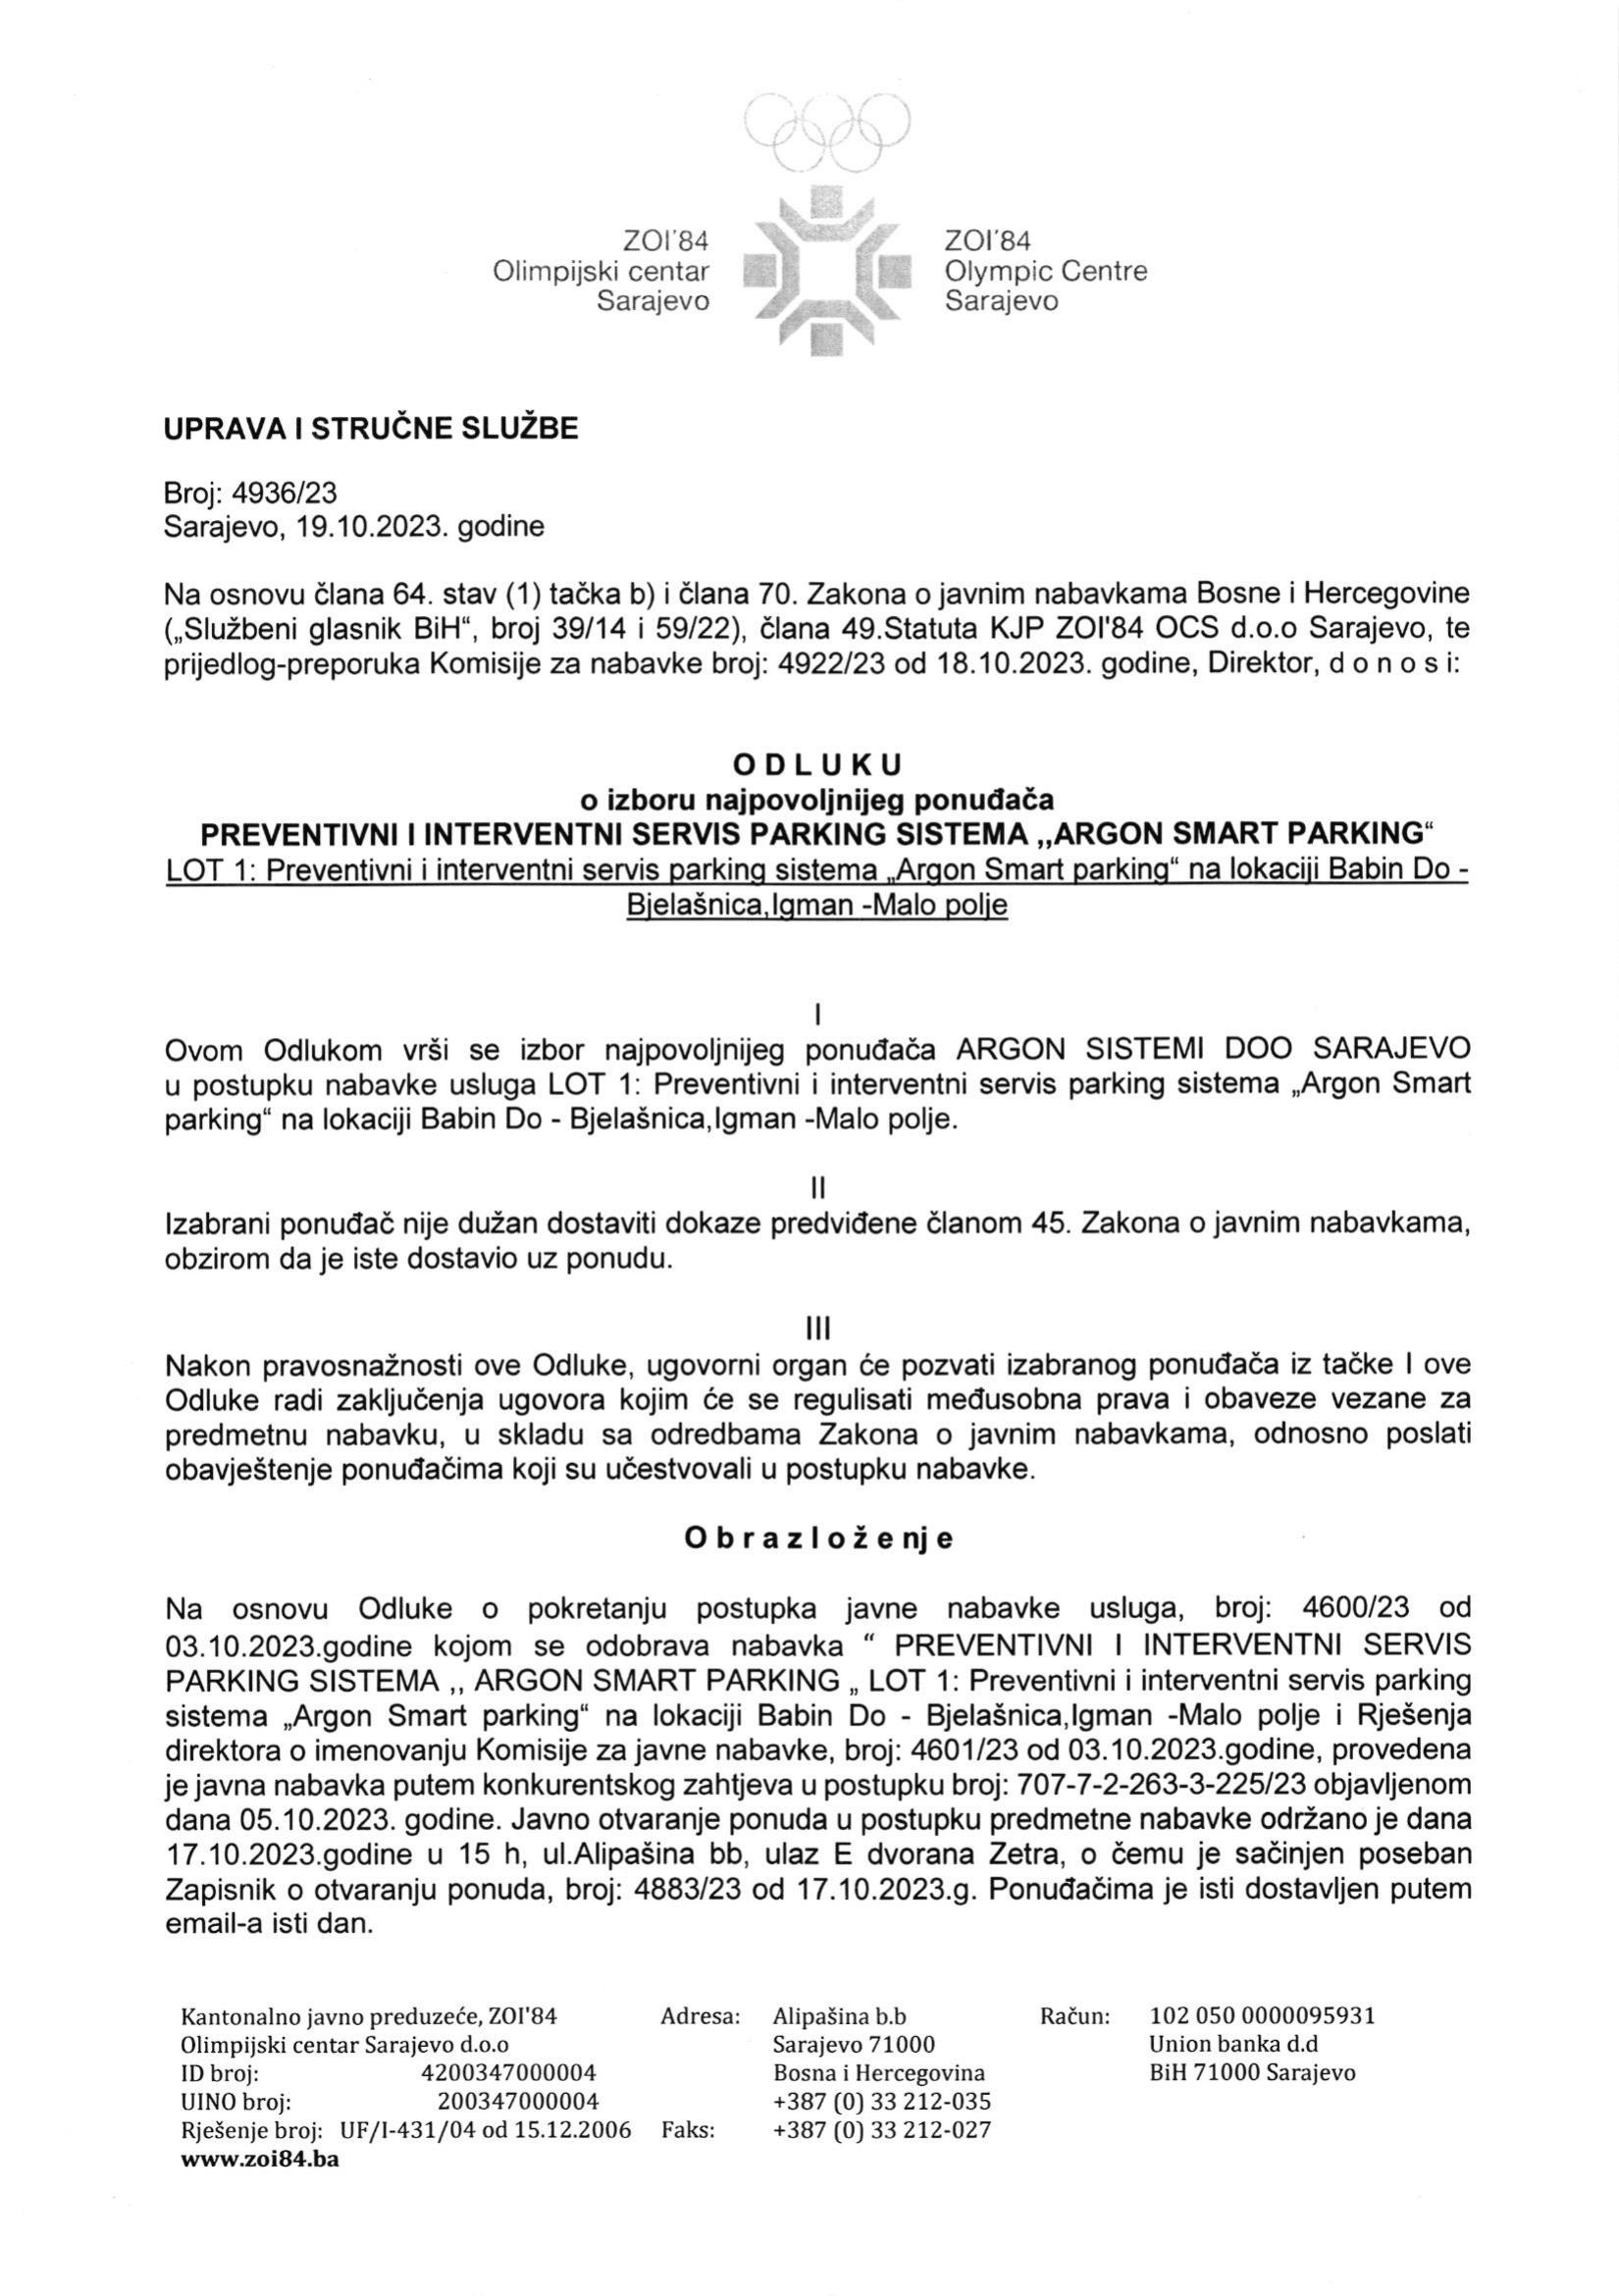 ZOI'84
Olimpijski centar
Sarajevo
ZOI'84
Olympic Centre
Sarajevo
UPRAVA I STRUČNE SLUŽBE
Broj: 4936/23
Sarajevo, 19.10.2023. godine
Na osnovu člana 64. stav (1) tačka b) i člana 70. Zakona o javnim nabavkama Bosne i Hercegovine
(„Službeni glasnik BiH“, broj 39/14 i 59/22), člana 49.Statuta KJP ZOI'84 OCS d.o.o Sarajevo, te
prijedlog-preporuka Komisije za nabavke broj: 4922/23 od 18.10.2023. godine, Direktor, d o n o s i:
O D L U K U
o izboru najpovoljnijeg ponuđača
PREVENTIVNI I INTERVENTNI SERVIS PARKING SISTEMA ,,ARGON SMART PARKING“
LOT 1: Preventivni i interventni servis parking sistema „Argon Smart parking“ na lokaciji Babin Do -
Bjelašnica,Igman -Malo polje
I
Ovom Odlukom vrši se izbor najpovoljnijeg ponuđača ARGON SISTEMI DOO SARAJEVO
u postupku nabavke usluga LOT 1: Preventivni i interventni servis parking sistema „Argon Smart
parking“ na lokaciji Babin Do - Bjelašnica,Igman -Malo polje.
II
Izabrani ponuđač nije dužan dostaviti dokaze predviđene članom 45. Zakona o javnim nabavkama,
obzirom da je iste dostavio uz ponudu.
III
Nakon pravosnažnosti ove Odluke, ugovorni organ će pozvati izabranog ponuđača iz tačke I ove
Odluke radi zaključenja ugovora kojim će se regulisati međusobna prava i obaveze vezane za
predmetnu nabavku, u skladu sa odredbama Zakona o javnim nabavkama, odnosno poslati
obavještenje ponuđačima koji su učestvovali u postupku nabavke.
O b r a z l o ž e nj e
Na osnovu Odluke o pokretanju postupka javne nabavke usluga, broj: 4600/23 od
03.10.2023.godine kojom se odobrava nabavka “ PREVENTIVNI I INTERVENTNI SERVIS
PARKING SISTEMA ,, ARGON SMART PARKING „ LOT 1: Preventivni i interventni servis parking
sistema „Argon Smart parking“ na lokaciji Babin Do - Bjelašnica,Igman -Malo polje i Rješenja
direktora o imenovanju Komisije za javne nabavke, broj: 4601/23 od 03.10.2023.godine, provedena
je javna nabavka putem konkurentskog zahtjeva u postupku broj: 707-7-2-263-3-225/23 objavljenom
dana 05.10.2023. godine. Javno otvaranje ponuda u postupku predmetne nabavke održano je dana
17.10.2023.godine u 15 h, ul.Alipašina bb, ulaz E dvorana Zetra, o čemu je sačinjen poseban
Zapisnik o otvaranju ponuda, broj: 4883/23 od 17.10.2023.g. Ponuđačima je isti dostavljen putem
email-a isti dan.
Kantonalno javno preduzeće, ZOI'84 Adresa: Alipašina b.b Račun: 102 050 0000095931
Olimpijski centar Sarajevo d.o.o Sarajevo 71000 Union banka d.d
ID broj: 4200347000004 Bosna i Hercegovina BiH 71000 Sarajevo
UINO broj: 200347000004 +387 (0) 33 212-035
Rješenje broj: UF/I-431/04 od 15.12.2006 Faks: +387 (0) 33 212-027
www.zoi84.ba